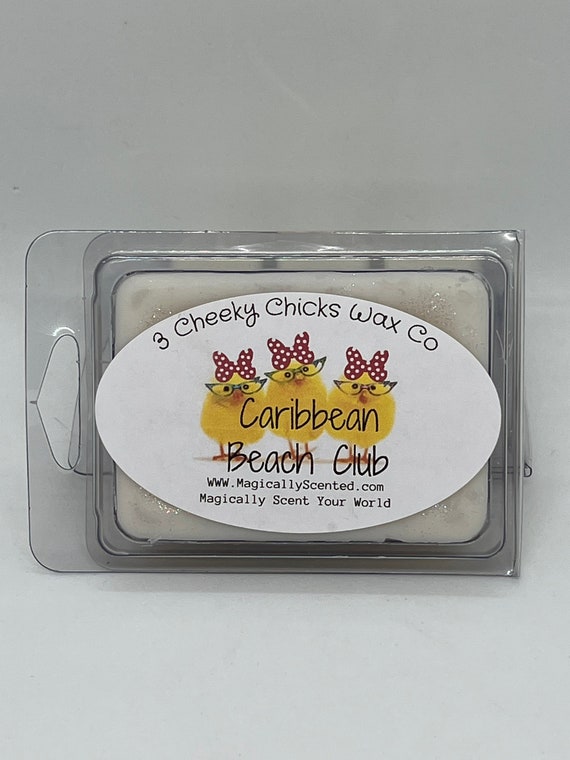 3 Cheeky Chicks Wax Co
Caribbean
Beach Club
WWW.MagicallyScented.com
Magically Scent Your World